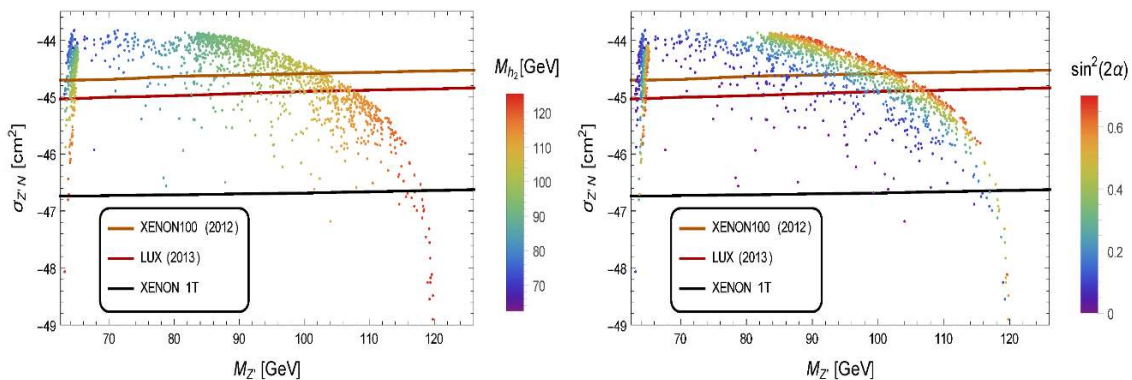 -44
-45
-46
-47
-48
-49
σZ' N [cm²]
70 80 90 100 110 120
MZ' [GeV]
XENON100 (2012)
LUX (2013)
XENON 1T
Mh₂[GeV]
120
110
100
90
80
70
-44
-45
-46
-47
-48
-49
σZ' N [cm²]
70 80 90 100 110 120
MZ' [GeV]
XENON100 (2012)
LUX (2013)
XENON 1T
sin²(2α)
0.6
0.4
0.2
0